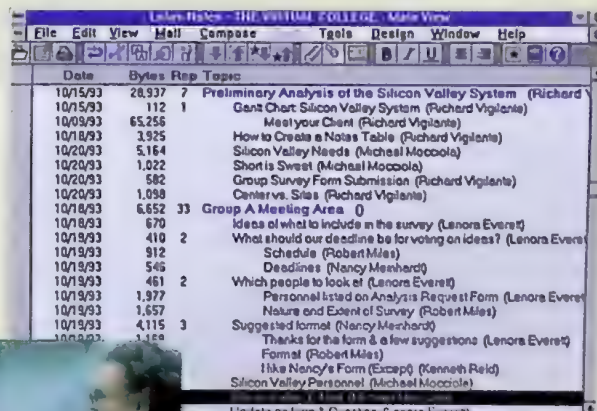 Lotus Notes - THE VIRTUAL COLLEGE - Main View
File Edit View Mail Compose Tools Design Window Help
B I U
Date Bytes Rep Topic
10/15/93 28,937 7 Preliminary Analysis of the Silicon Valley System (Richard V
10/15/93 112 1 Gant Chart Silicon Valley System (Richard Vigilante)
10/09/93 65,256 Meet your Client (Richard Vigilante)
10/18/93 3,925 How to Create a Notes Table (Richard Vigilante)
10/20/93 5,164 Silicon Valley Needs (Michael Mocciola)
10/20/93 1,022 Short is Sweet (Michael Mocciola)
10/20/93 582 Group Survey Form Submission (Richard Vigilante)
10/20/93 1,098 Center vs. Sites (Richard Vigilante)
10/18/93 6,652 33 Group A Meeting Area ()
10/18/93 670 Ideas of what to include in the survey (Lenora Everett)
10/19/93 410 2 What should our deadline be for voting on ideas? (Lenora Everet
10/19/93 912 Schedule (Robert Miles)
10/19/93 546 Deadlines (Nancy Meinhardt)
10/19/93 461 2 Which people to look at (Lenora Everett)
10/19/93 1,977 Personnel listed on Analysis Request Form (Lenora Everet
10/19/93 1,657 Nature and Extent of Survey (Robert Miles)
10/19/93 4,115 3 Suggested format (Nancy Meinhardt)
10/19/93 1,169 Thanks for the form & a few suggestions (Lenora Everett)
Format (Robert Miles)
I like Nancy's Form (Except) (Kenneth Reid)
Silicon Valley Personnel (Michael Mocciola)